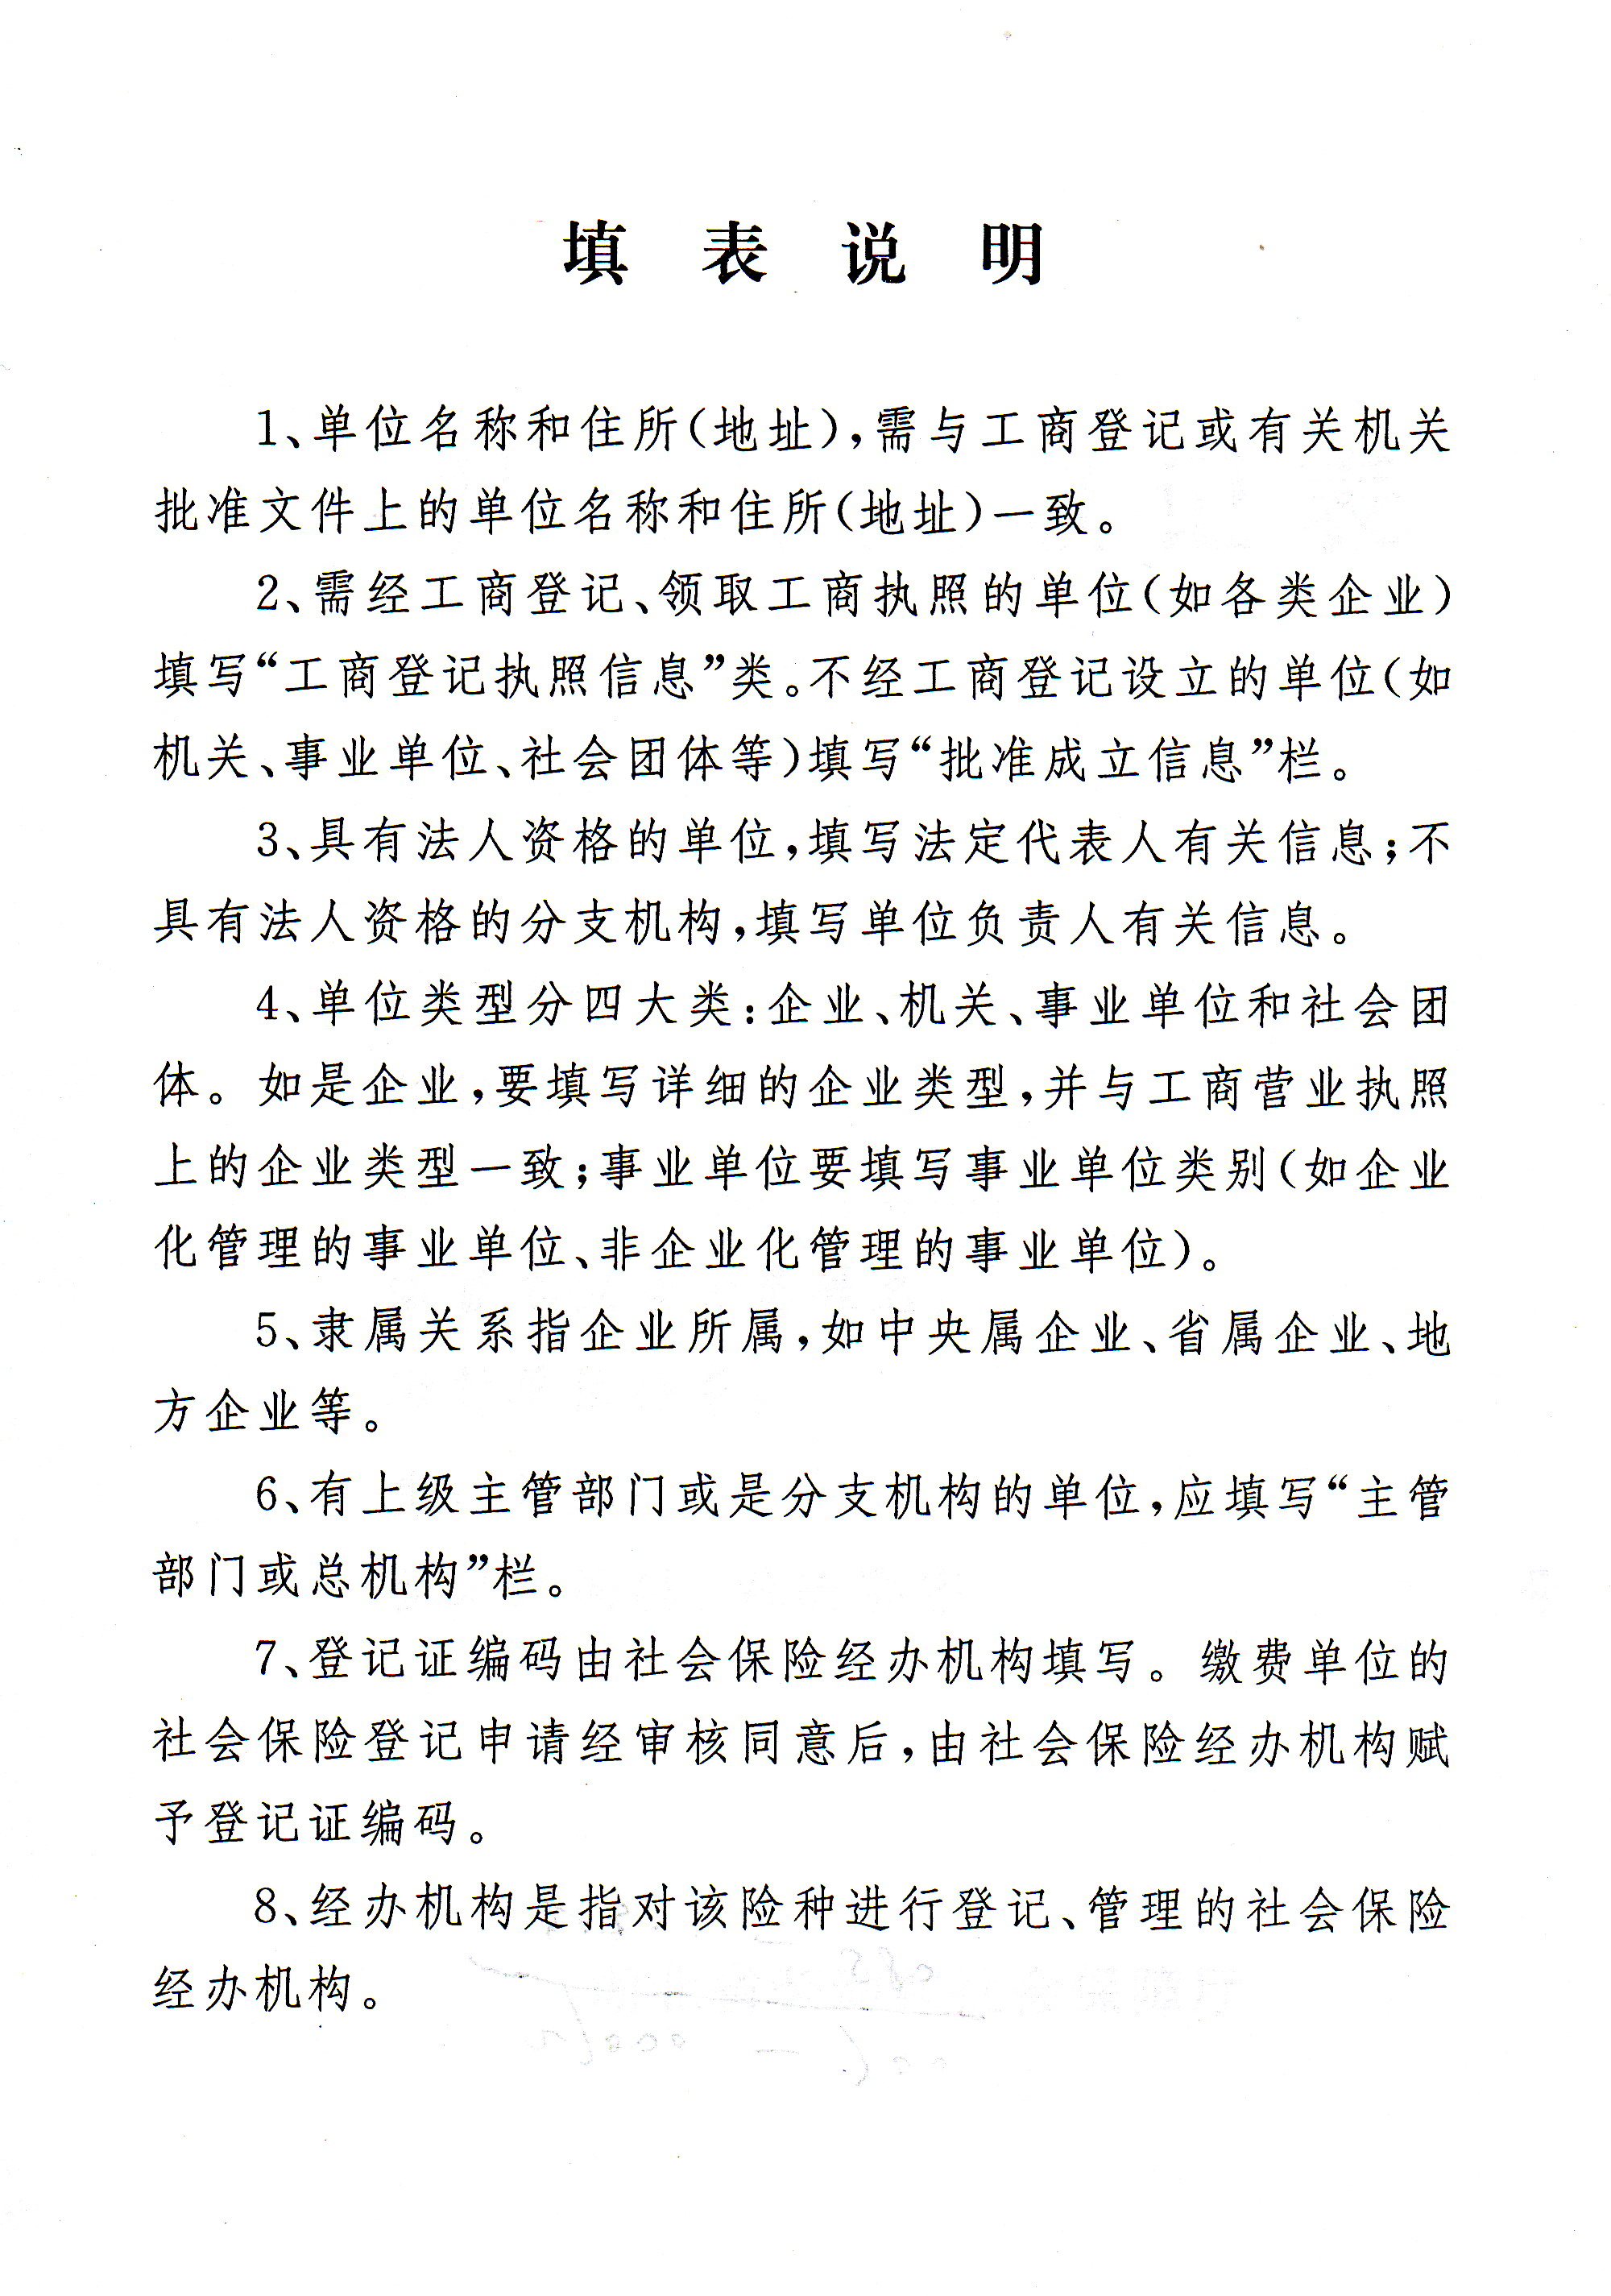 填表说明
1、单位名称和住所(地址),需与工商登记或有关机关
批准文件上的单位名称和住所(地址)一致。
2、需经工商登记、领取工商执照的单位(如各类企业)
填写“工商登记执照信息”类。不经工商登记设立的单位(如
机关、事业单位、社会团体等)填写“批准成立信息”栏。
3、具有法人资格的单位,填写法定代表人有关信息;不
具有法人资格的分支机构,填写单位负责人有关信息。
4、单位类型分四大类:企业、机关、事业单位和社会团
体。如是企业,要填写详细的企业类型,并与工商营业执照
上的企业类型一致;事业单位要填写事业单位类别(如企业
化管理的事业单位、非企业化管理的事业单位)。
5、隶属关系指企业所属,如中央属企业、省属企业、地
方企业等。
6、有上级主管部门或是分支机构的单位,应填写“主管
部门或总机构”栏。
7、登记证编码由社会保险经办机构填写。缴费单位的
社会保险登记申请经审核同意后,由社会保险经办机构赋
予登记证编码。
8、经办机构是指对该险种进行登记、管理的社会保险
经办机构。